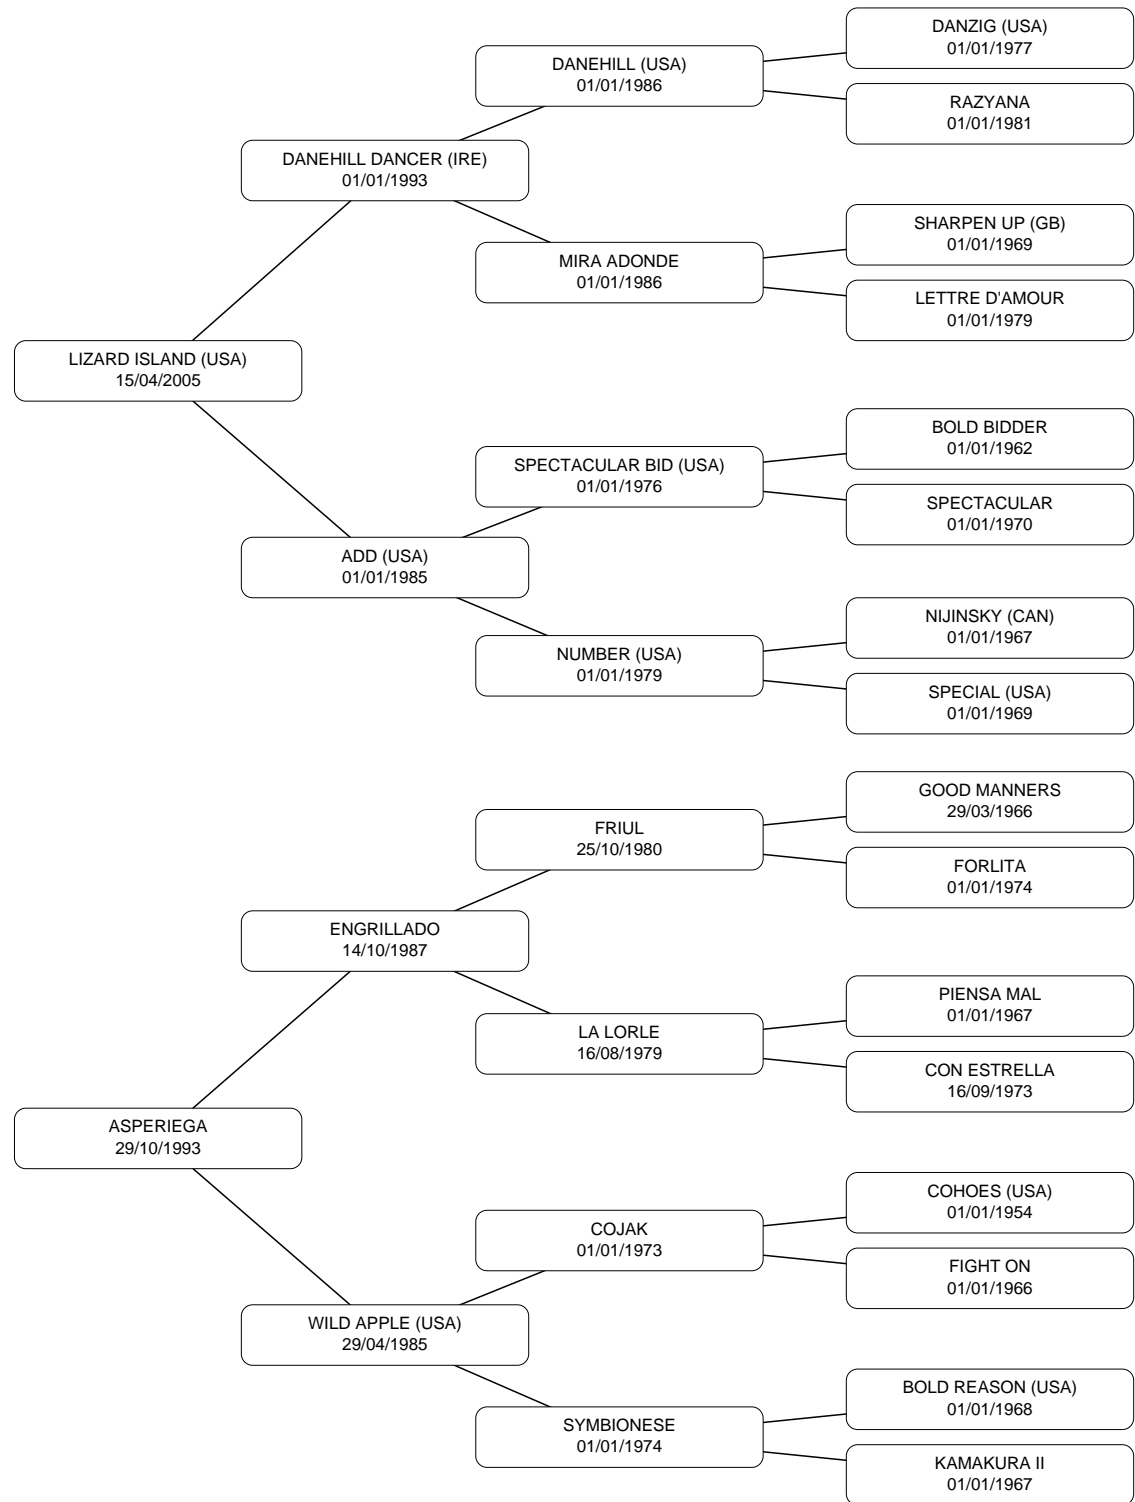 DANZIG (USA)
01/01/1977
DANEHILL (USA)
01/01/1986
RAZYANA
01/01/1981
DANEHILL DANCER (IRE)
01/01/1993
SHARPEN UP (GB)
01/01/1969
MIRA ADONDE
01/01/1986
LETTRE D'AMOUR
01/01/1979
LIZARD ISLAND (USA)
15/04/2005
BOLD BIDDER
01/01/1962
SPECTACULAR BID (USA)
01/01/1976
SPECTACULAR
01/01/1970
ADD (USA)
01/01/1985
NIJINSKY (CAN)
01/01/1967
NUMBER (USA)
01/01/1979
SPECIAL (USA)
01/01/1969
GOOD MANNERS
29/03/1966
FRIUL
25/10/1980
FORLITA
01/01/1974
ENGRILLADO
14/10/1987
PIENSA MAL
01/01/1967
LA LORLE
16/08/1979
CON ESTRELLA
16/09/1973
ASPERIEGA
29/10/1993
COHOES (USA)
01/01/1954
COJAK
01/01/1973
FIGHT ON
01/01/1966
WILD APPLE (USA)
29/04/1985
BOLD REASON (USA)
01/01/1968
SYMBIONESE
01/01/1974
KAMAKURA II
01/01/1967